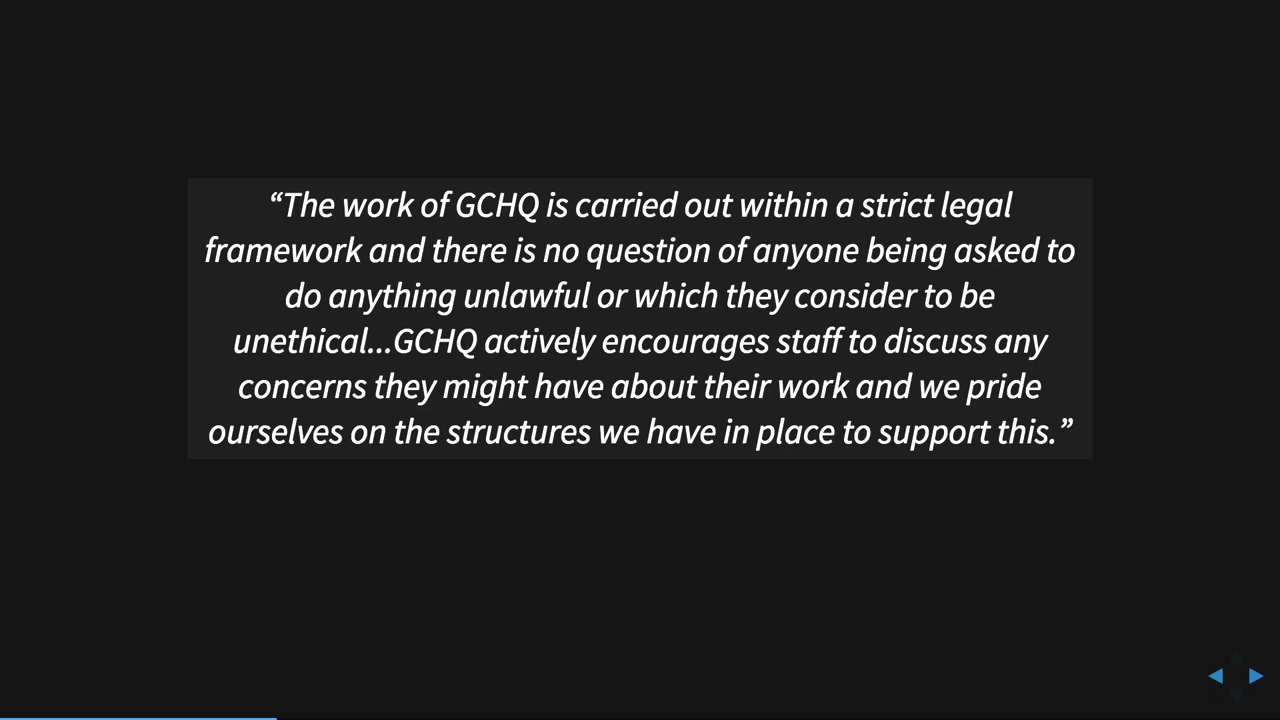 “The work of GCHQ is carried out within a strict legal
framework and there is no question of anyone being asked to
do anything unlawful or which they consider to be
unethical...GCHQ actively encourages staff to discuss any
concerns they might have about their work and we pride
ourselves on the structures we have in place to support this.”